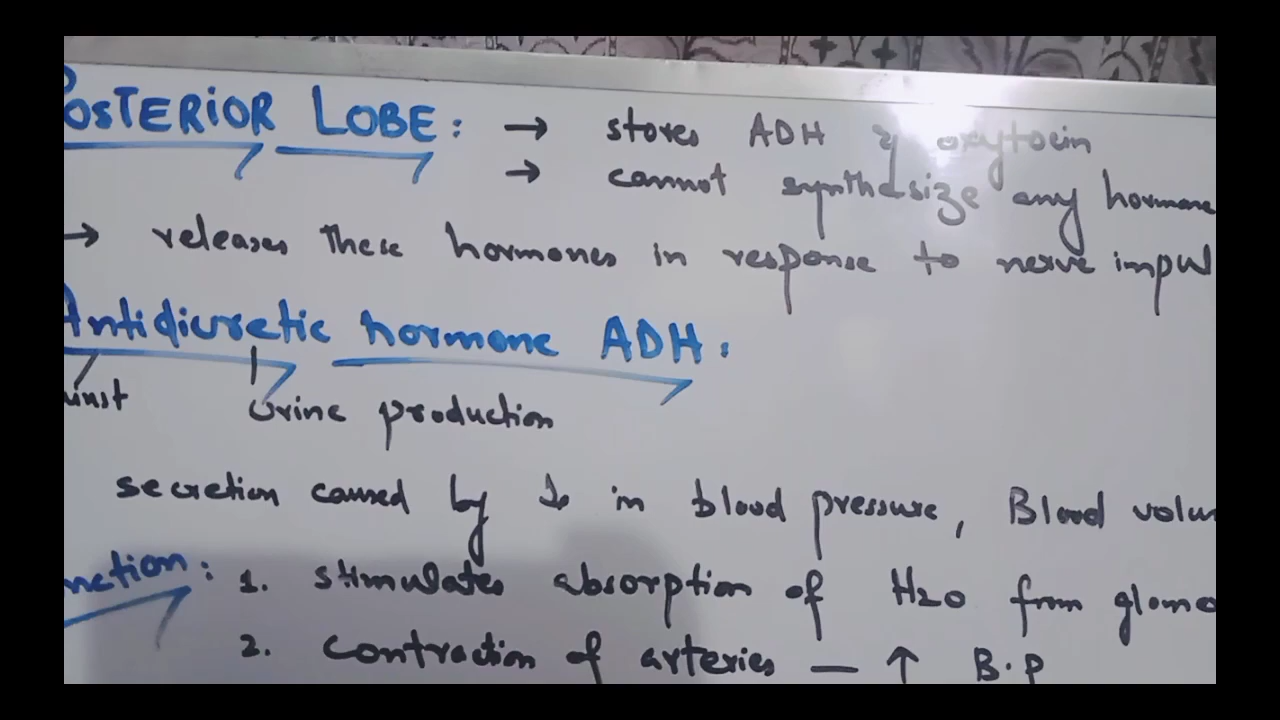 POSTERIOR LOBE: → stores ADH & oxytocin
→ cannot synthesize any hormone
→ releases these hormones in response to nerve impul
Antidiuretic hormone ADH:
ainst urine production
secretion caused by ↓ in blood pressure, Blood volu
nction: 1. stimulates absorption of H2O from glome
2. contraction of arteries — ↑ B.P